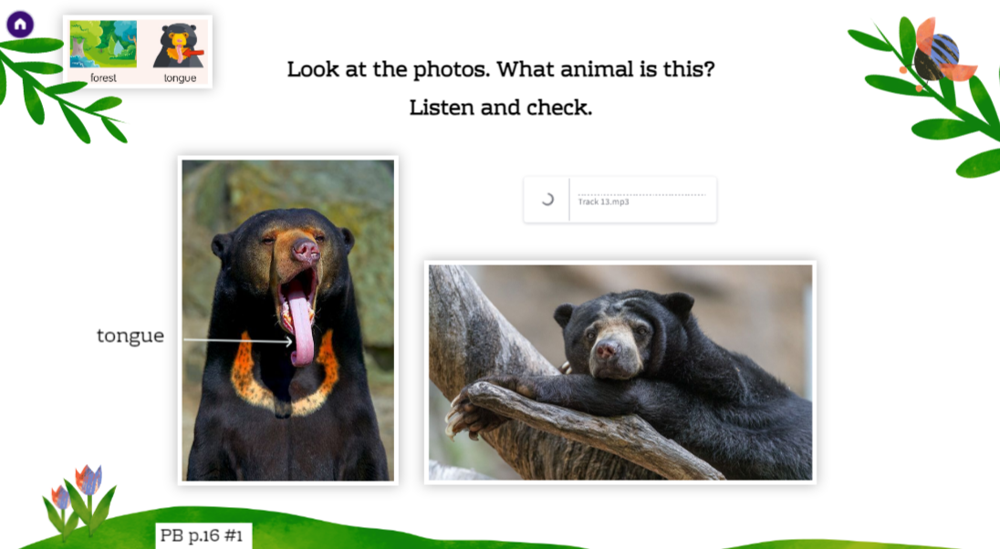 forest
tongue
Look at the photos. What animal is this?
Listen and check.
Track 13.mp3
tongue
PB p.16 #1